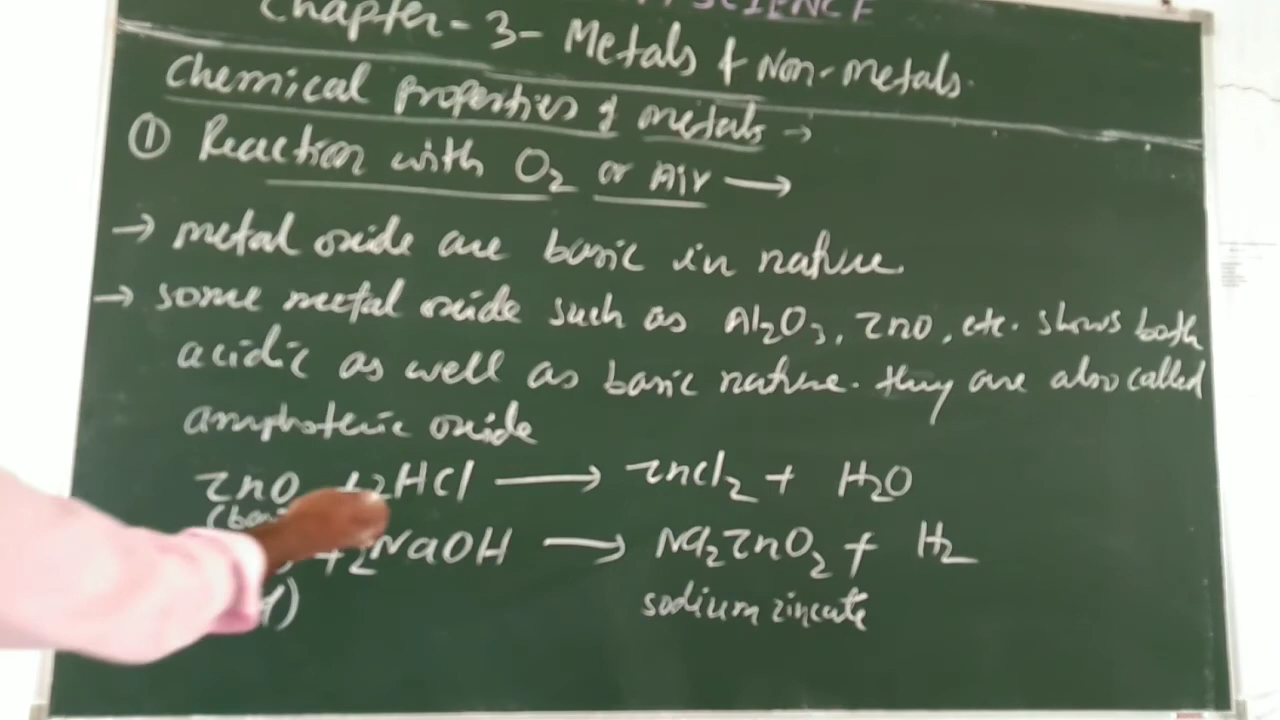 SCIENCE
Chapter - 3 - Metals & Non-metals.
Chemical properties of metals →
① Reaction with O₂ or Air →
→ metal oxide are basic in nature.
→ some metal oxide such as Al₂O₃, ZnO, etc. shows both
acidic as well as basic nature. they are also called
amphoteric oxide
ZnO + 2HCl → ZnCl₂ + H₂O
+ 2NaOH → Na₂ZnO₂ + H₂
sodium zincate